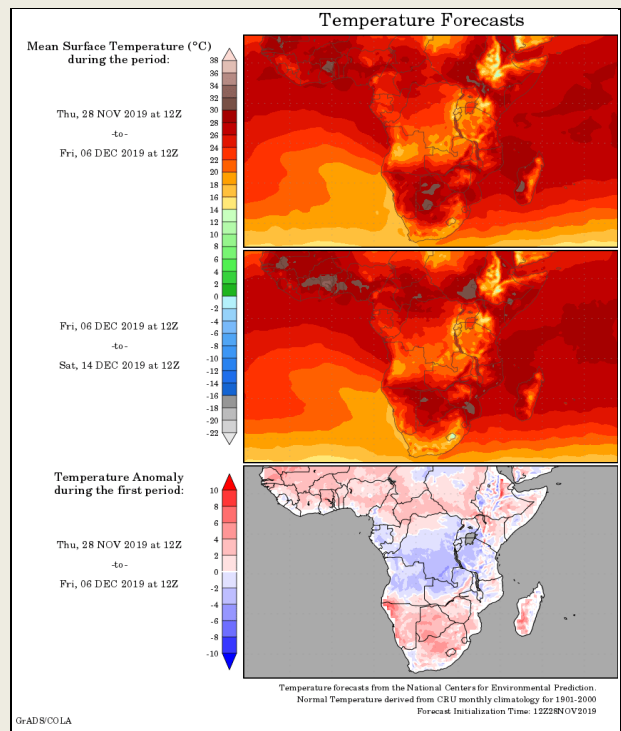 Temperature Forecasts
Mean Surface Temperature (°C)
during the period:
Thu, 28 NOV 2019 at 12Z
-to-
Fri, 06 DEC 2019 at 12Z
38
36
34
32
30
28
26
24
22
20
18
16
14
12
10
8
6
4
2
0
-2
-4
-6
-8
-10
-12
-14
-16
-18
-20
-22
Fri, 06 DEC 2019 at 12Z
-to-
Sat, 14 DEC 2019 at 12Z
Temperature Anomaly
during the first period:
Thu, 28 NOV 2019 at 12Z
-to-
Fri, 06 DEC 2019 at 12Z
10
8
6
4
2
0
-2
-4
-6
-8
-10
Temperature forecasts from the National Centers for Environmental Prediction.
Normal Temperature derived from CRU monthly climatology for 1901-2000
Forecast Initialization Time: 12Z28NOV2019
GrADS/COLA